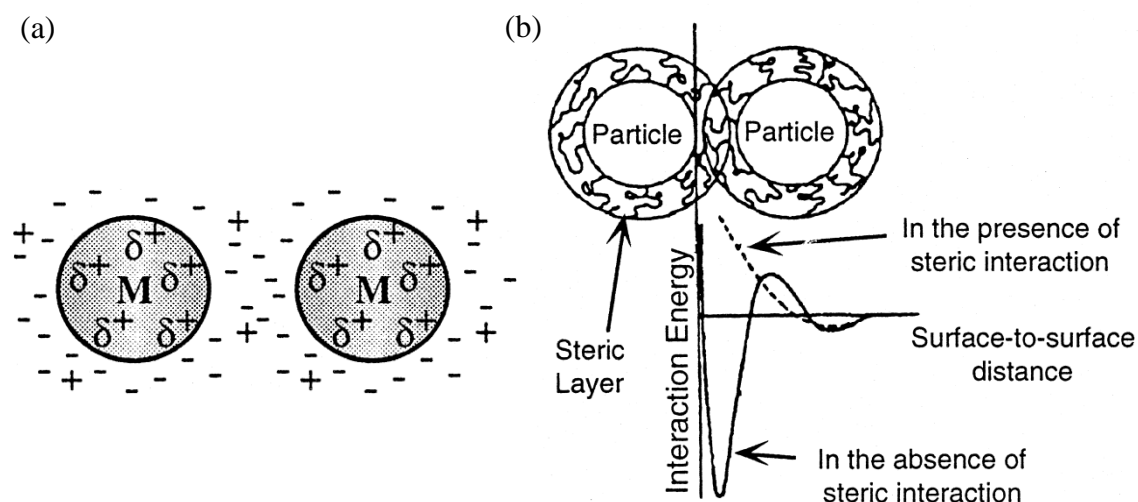 (a)
(b)
δ+
δ+ M δ+
δ+ δ+
δ+
δ+ M δ+
δ+ δ+
Particle
Particle
Steric
Layer
Interaction Energy
In the presence of
steric interaction
Surface-to-surface
distance
In the absence of
steric interaction